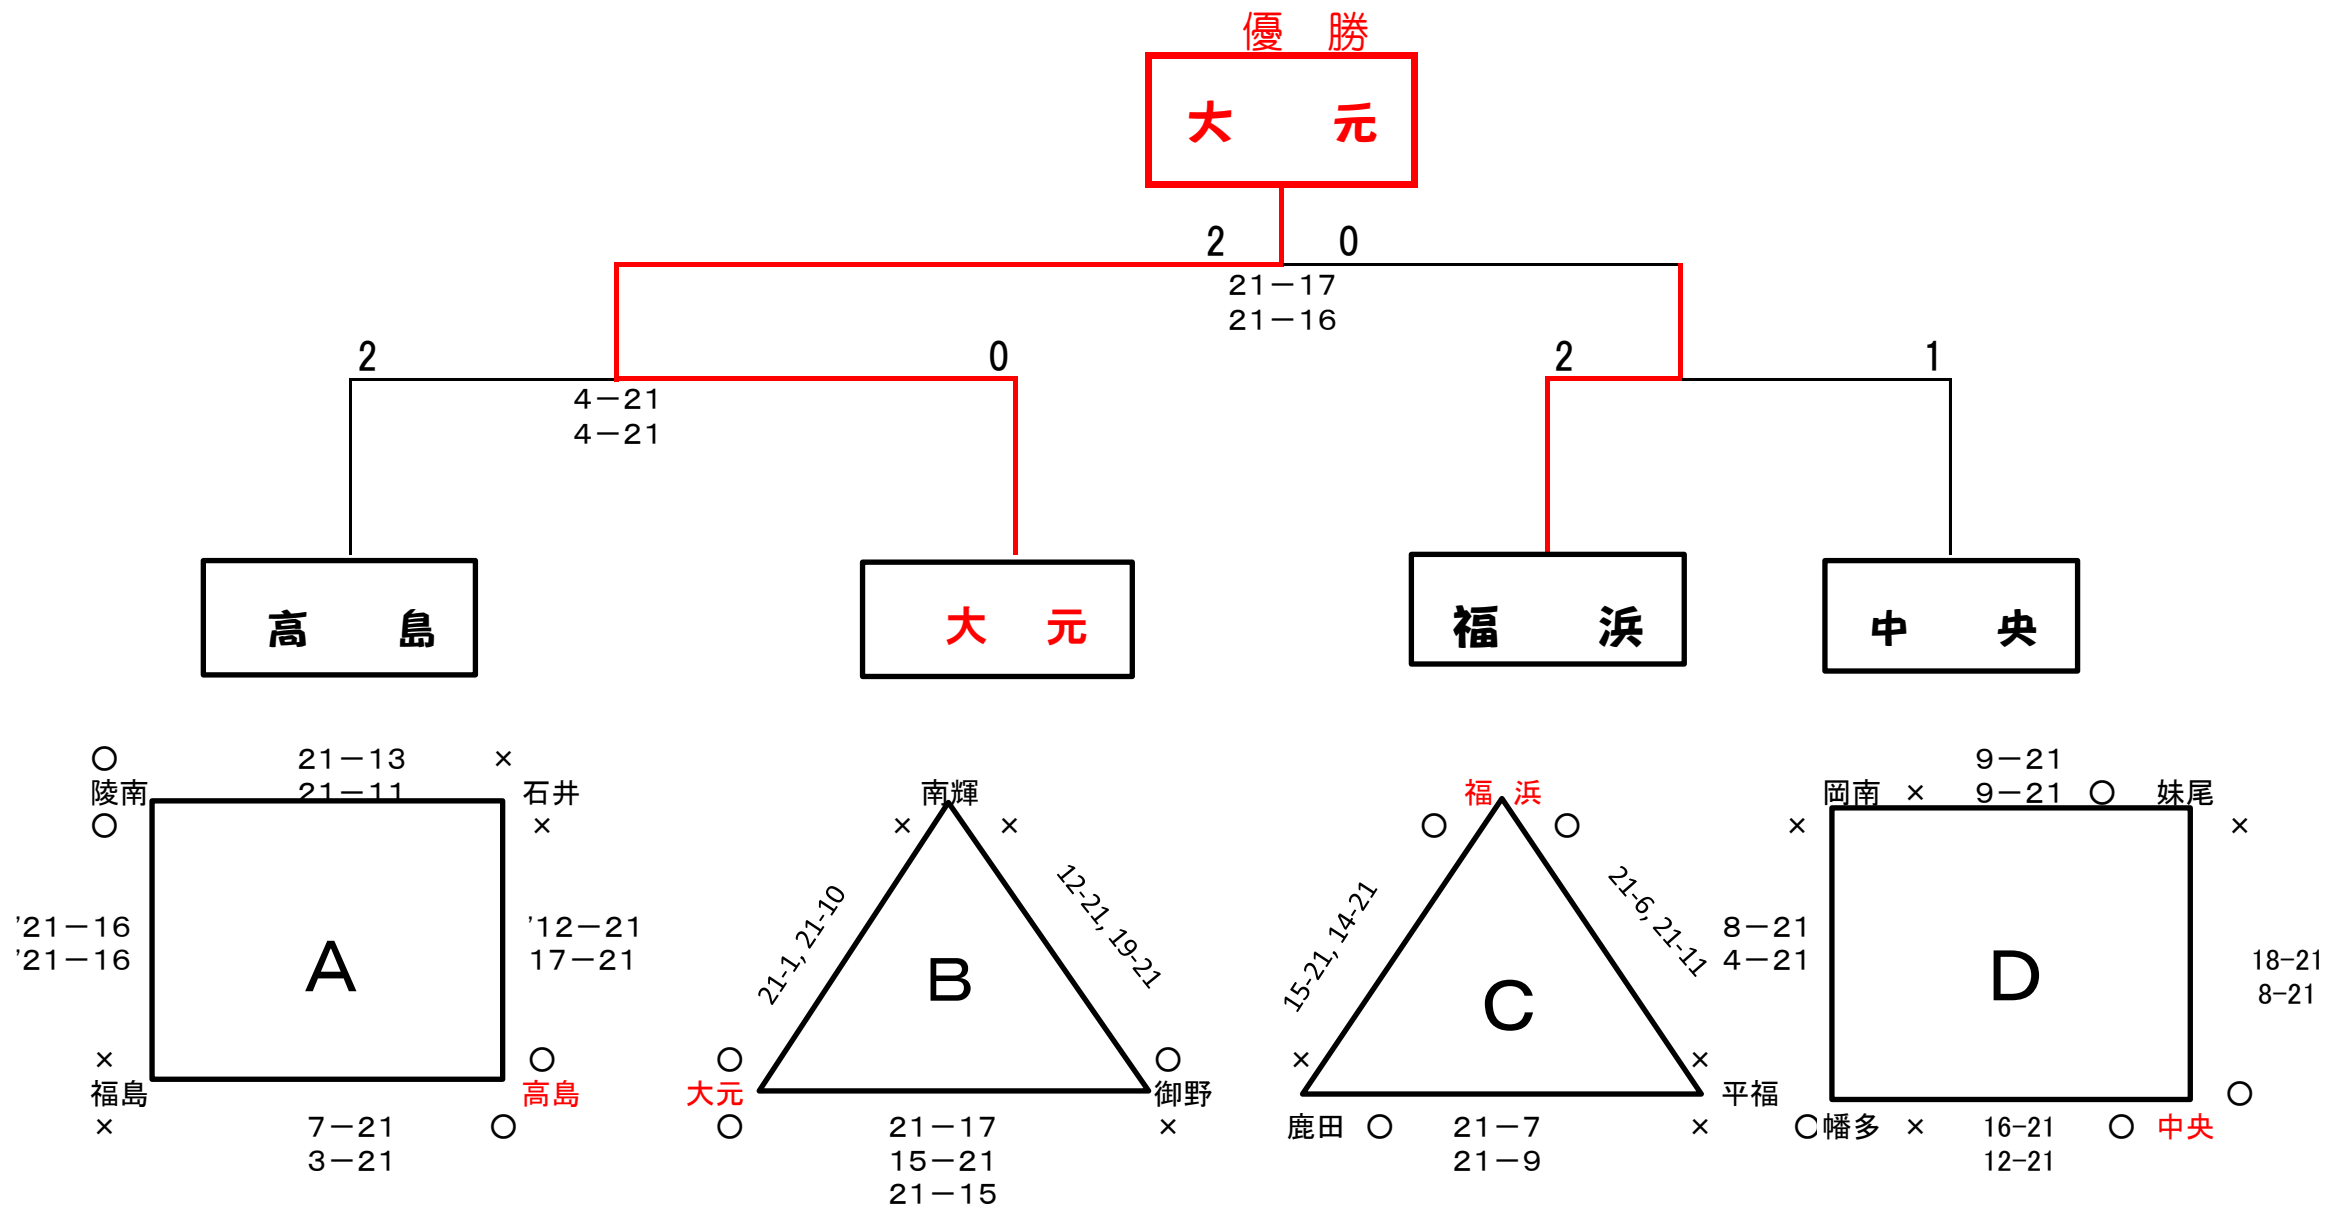 優　勝
大　元
2　0
21－17
21－16
2　0
4－21
4－21
2　1
高　島
大　元
福　浜
中　央
○　21－13　×
陵南　21－11　石井
○　×
'21－16
'21－16
A
'12－21
17－21
×　○
福島　高島
×　7－21　○
3－21
南輝
×　×
21-1, 21-10
12-21, 19-21
B
○　○
大元　御野
○　21－17　×
15－21
21－15
福　浜
○　○
15-21, 14-21
21-6, 21-11
C
×　×
平福
鹿田　○　21－7　×
21－9
9－21
岡南　×　9－21　○　妹尾
×　×
8－21
4－21
D
18-21
8-21
○
○幡多　×　16-21　○　中央
12-21